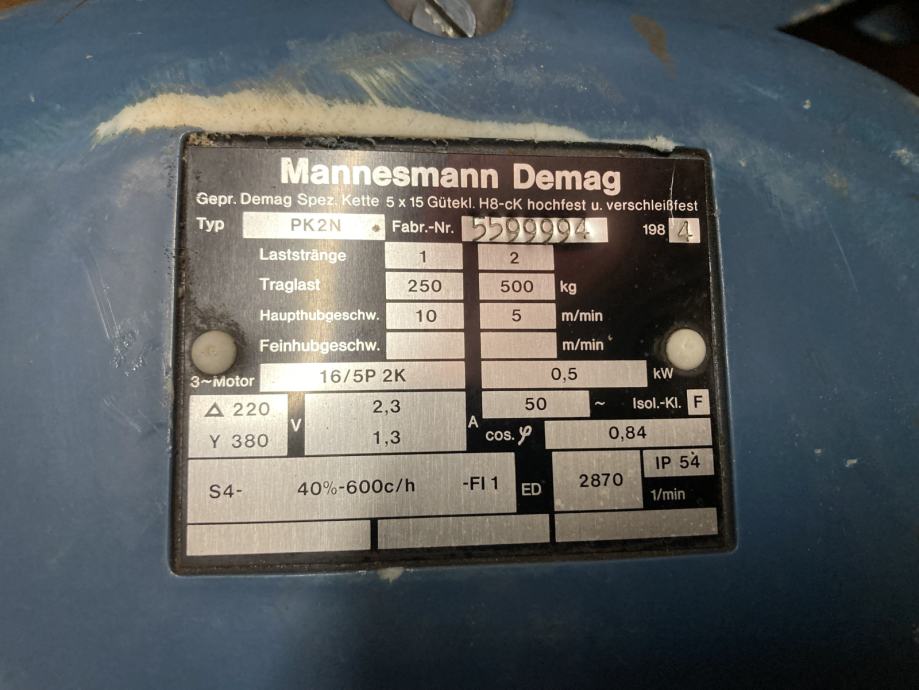 Mannesmann Demag
Gepr. Demag Spez. Kette 5 x 15 Gütekl. H8-cK hochfest u. verschleißfest
Typ PK2N Fabr.-Nr. 5599994 198 4
Laststränge 1 2
Traglast 250 500 kg
Haupthubgeschw. 10 5 m/min
Feinhubgeschw. m/min
3~Motor 16/5P 2K 0,5 kW
Δ 220 V 2,3 A 50 ~ Isol.-Kl. F
Y 380 1,3 cos. φ 0,84
S4- 40%-600c/h -FI 1 ED 2870 IP 54
1/min